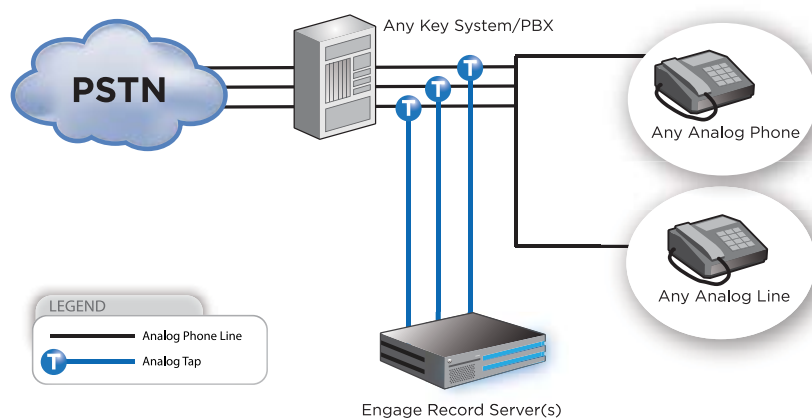 Any Key System/PBX
PSTN
T
T
T
Any Analog Phone
Any Analog Line
LEGEND
Analog Phone Line
T
Analog Tap
Engage Record Server(s)